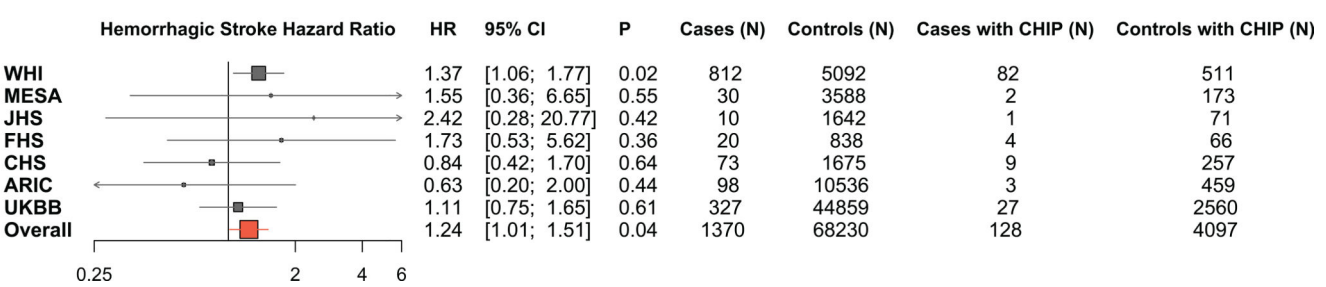 Hemorrhagic Stroke Hazard Ratio HR 95% CI P Cases (N) Controls (N) Cases with CHIP (N) Controls with CHIP (N)
WHI 1.37 [1.06; 1.77] 0.02 812 5092 82 511
MESA 1.55 [0.36; 6.65] 0.55 30 3588 2 173
JHS 2.42 [0.28; 20.77] 0.42 10 1642 1 71
FHS 1.73 [0.53; 5.62] 0.36 20 838 4 66
CHS 0.84 [0.42; 1.70] 0.64 73 1675 9 257
ARIC 0.63 [0.20; 2.00] 0.44 98 10536 3 459
UKBB 1.11 [0.75; 1.65] 0.61 327 44859 27 2560
Overall 1.24 [1.01; 1.51] 0.04 1370 68230 128 4097
0.25 2 4 6